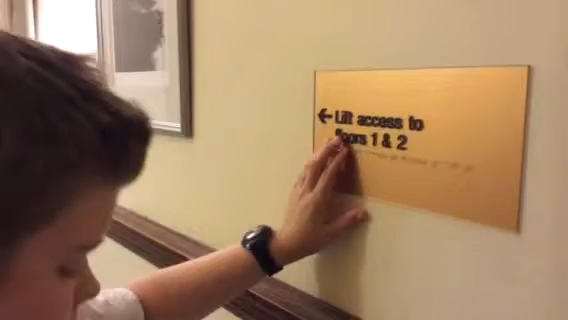 ← Lift access to
floors 1 & 2